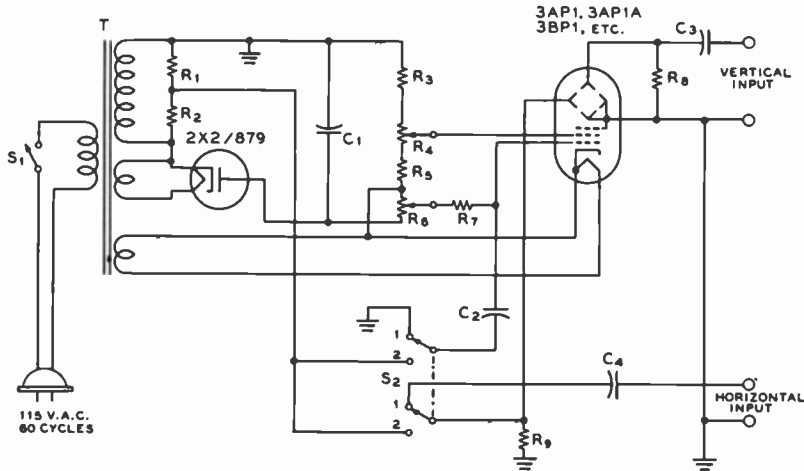 T
3AP1, 3AP1A
3BP1, ETC.
C3
R1
R3
R8
VERTICAL
INPUT
R2
2X2/879
C1
R4
S1
R5
R6
R7
C2
1
2
S2
C4
1
2
HORIZONTAL
INPUT
R9
115 V.A.C.
60 CYCLES